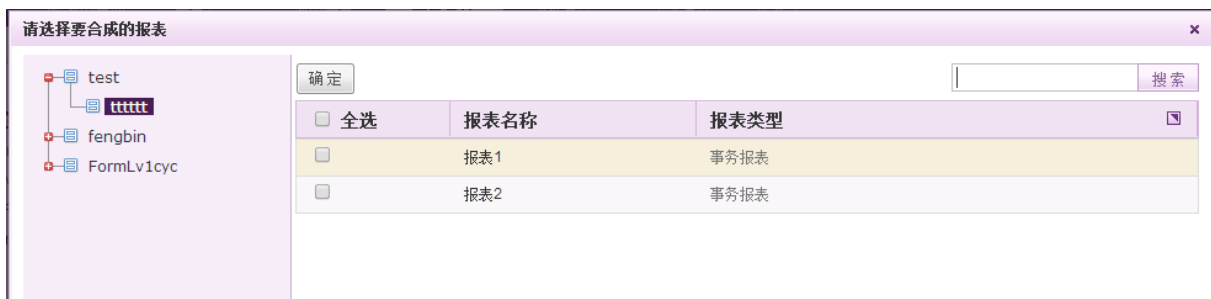 请选择要合成的报表
test
tttttt
fengbin
FormLv1cyc
确定
搜索
全选 报表名称 报表类型
报表1 事务报表
报表2 事务报表